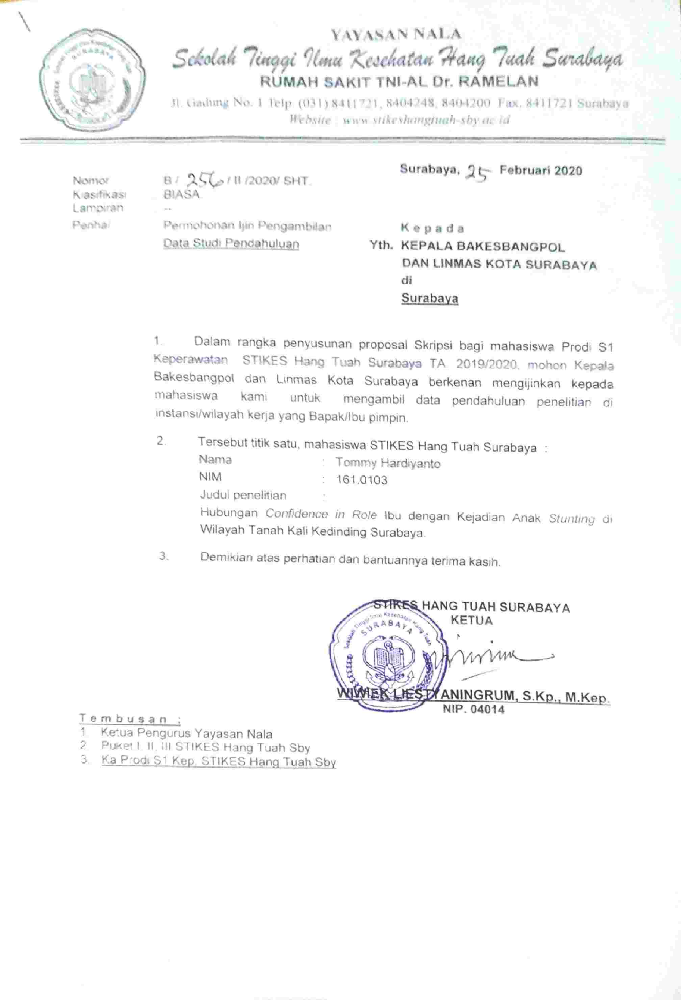 YAYASAN NALA
Sekolah Tinggi Ilmu Kesehatan Hang Tuah Surabaya
RUMAH SAKIT TNI-AL Dr. RAMELAN
Jl. Gadung No. 1 Telp. (031) 8411721, 8404248, 8404200 Fax. 8411721 Surabaya
Website : www.stikeshangtuah-sby.ac.id
Surabaya, 25 Februari 2020
Nomor B / 256 / II /2020/ SHT.
Klasifikasi BIASA.
Lampiran --
Perihal Permohonan Ijin Pengambilan
Data Studi Pendahuluan
K e p a d a
Yth. KEPALA BAKESBANGPOL
DAN LINMAS KOTA SURABAYA
di
Surabaya
1. Dalam rangka penyusunan proposal Skripsi bagi mahasiswa Prodi S1
Keperawatan STIKES Hang Tuah Surabaya TA. 2019/2020, mohon Kepala
Bakesbangpol dan Linmas Kota Surabaya berkenan mengijinkan kepada
mahasiswa kami untuk mengambil data pendahuluan penelitian di
instansi/wilayah kerja yang Bapak/Ibu pimpin.
2. Tersebut titik satu, mahasiswa STIKES Hang Tuah Surabaya :
Nama : Tommy Hardiyanto
NIM : 161.0103
Judul penelitian :
Hubungan Confidence in Role Ibu dengan Kejadian Anak Stunting di
Wilayah Tanah Kali Kedinding Surabaya.
3. Demikian atas perhatian dan bantuannya terima kasih.
STIKES HANG TUAH SURABAYA
KETUA
Sekolah Tinggi Ilmu Kesehatan Hang Tuah
SURABAYA
WIWIEK LIESTYANINGRUM, S.Kp., M.Kep.
NIP. 04014
T e m b u s a n :
1. Ketua Pengurus Yayasan Nala
2. Puket I, II, III STIKES Hang Tuah Sby
3. Ka Prodi S1 Kep. STIKES Hang Tuah Sby